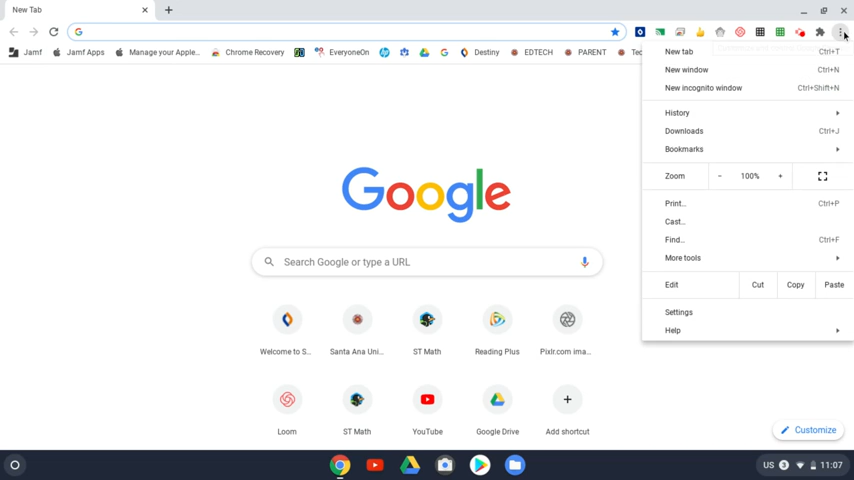 New Tab
Jamf
Jamf Apps
Manage your Apple...
Chrome Recovery
EveryoneOn
Destiny
EDTECH
PARENT
New tab Ctrl+T
New window Ctrl+N
New incognito window Ctrl+Shift+N
History
Downloads Ctrl+J
Bookmarks
Zoom - 100% +
Print... Ctrl+P
Cast...
Find... Ctrl+F
More tools
Edit Cut Copy Paste
Settings
Help
Google
Search Google or type a URL
Welcome to S...
Santa Ana Uni...
ST Math
Reading Plus
Pixlr.com ima...
Loom
ST Math
YouTube
Google Drive
Add shortcut
Customize
US 3 11:07